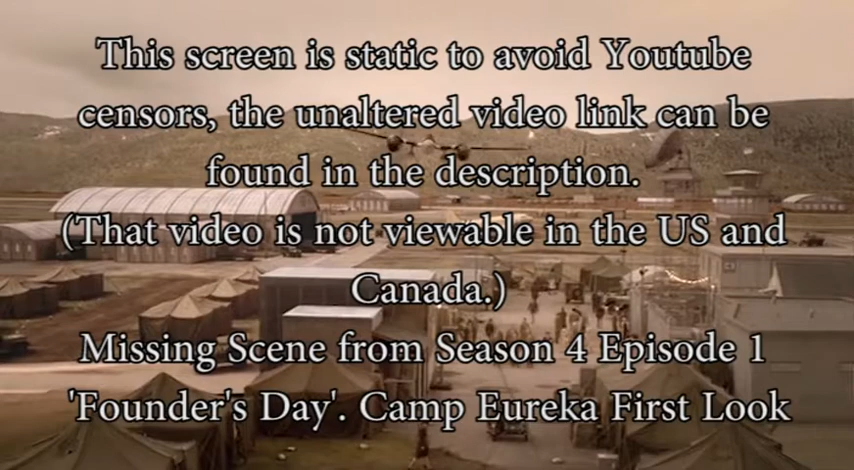 This screen is static to avoid Youtube
censors, the unaltered video link can be
found in the description.
(That video is not viewable in the US and
Canada.)
Missing Scene from Season 4 Episode 1
'Founder's Day'. Camp Eureka First Look